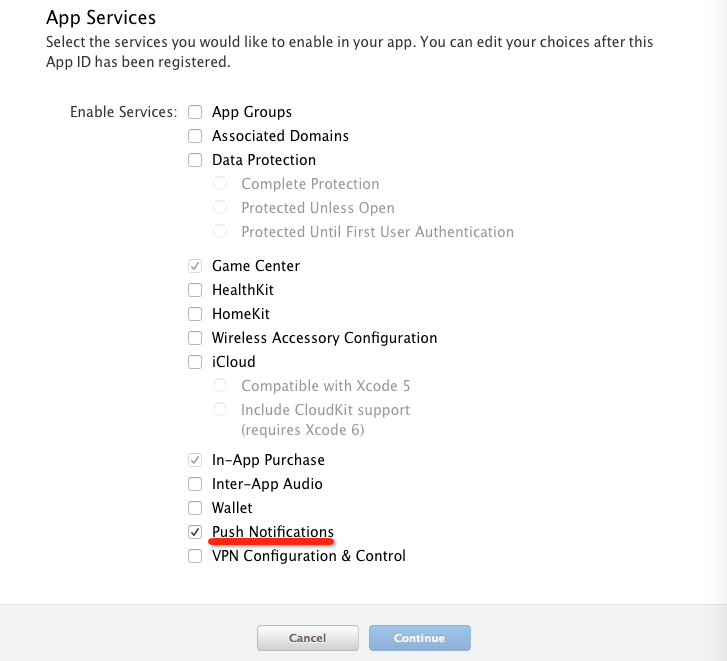 App Services
Select the services you would like to enable in your app. You can edit your choices after this
App ID has been registered.
Enable Services:
App Groups
Associated Domains
Data Protection
Complete Protection
Protected Unless Open
Protected Until First User Authentication
Game Center
HealthKit
HomeKit
Wireless Accessory Configuration
iCloud
Compatible with Xcode 5
Include CloudKit support
(requires Xcode 6)
In-App Purchase
Inter-App Audio
Wallet
Push Notifications
VPN Configuration & Control
Cancel
Continue